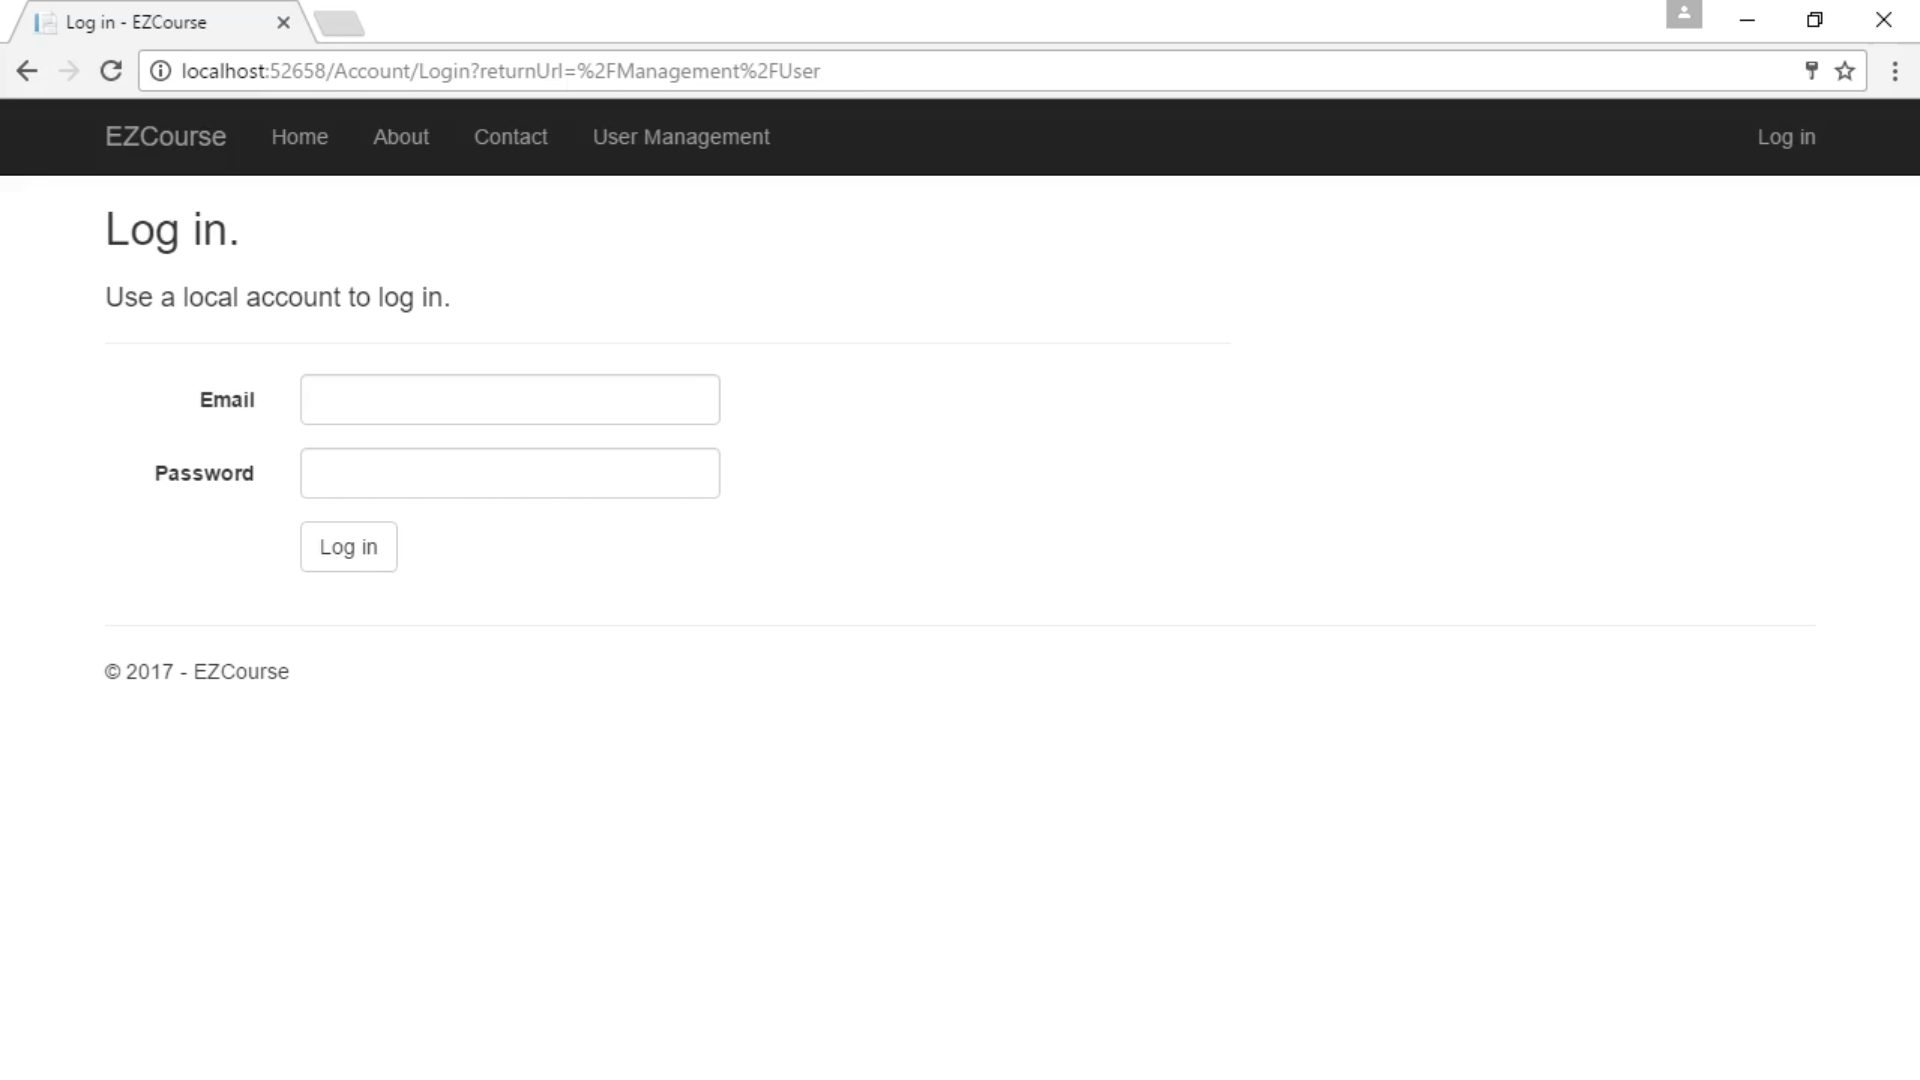 Log in - EZCourse
localhost:52658/Account/Login?returnUrl=%2FManagement%2FUser
EZCourse Home About Contact User Management Log in
Log in.
Use a local account to log in.
Email
Password
Log in
© 2017 - EZCourse